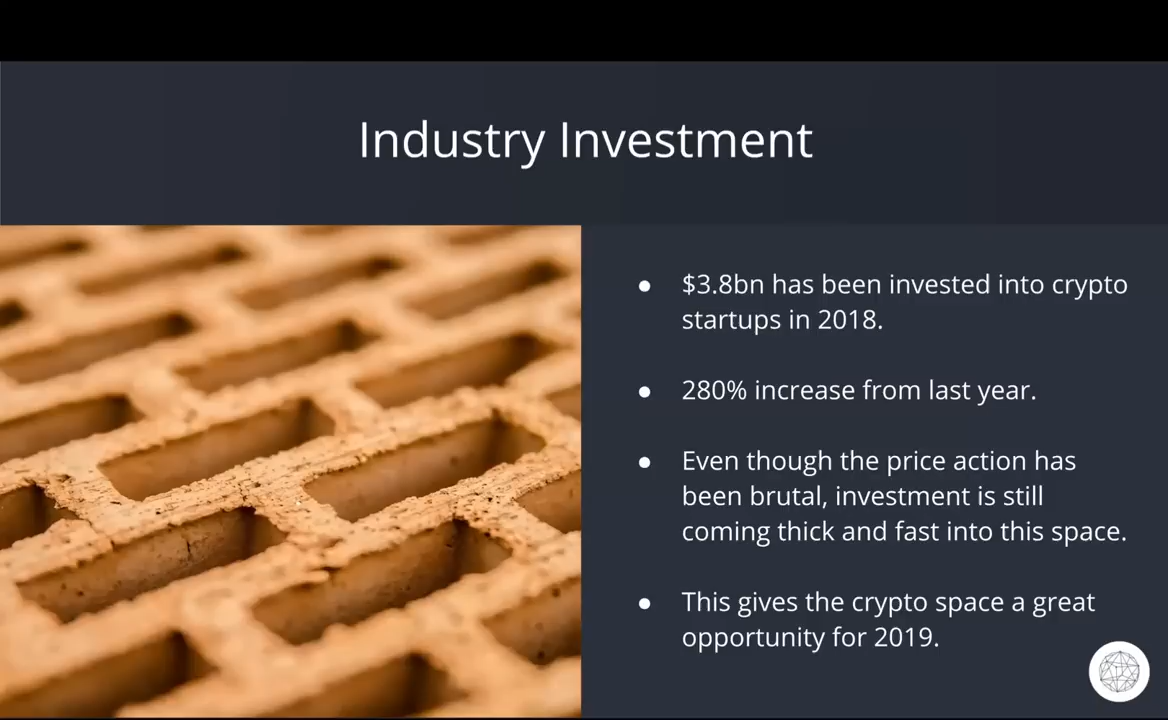 Industry Investment
● $3.8bn has been invested into crypto
startups in 2018.
● 280% increase from last year.
● Even though the price action has
been brutal, investment is still
coming thick and fast into this space.
● This gives the crypto space a great
opportunity for 2019.